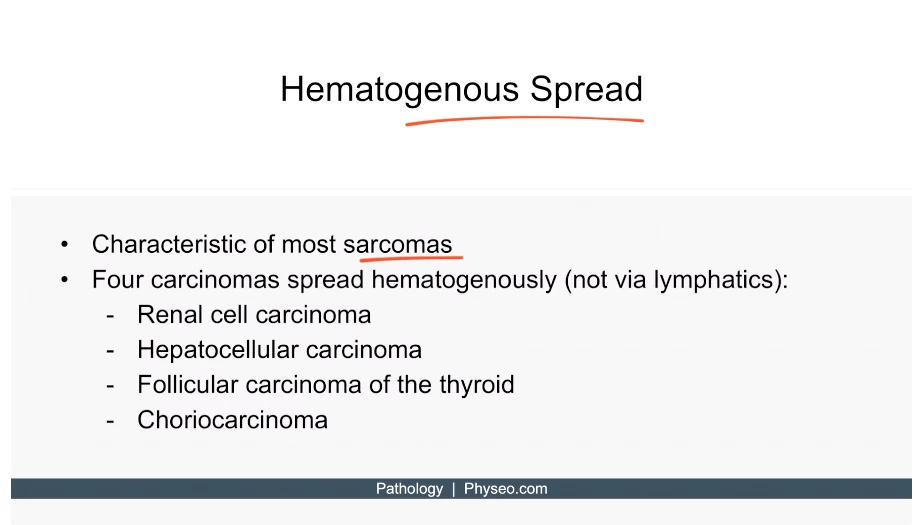 Hematogenous Spread
• Characteristic of most sarcomas
• Four carcinomas spread hematogenously (not via lymphatics):
- Renal cell carcinoma
- Hepatocellular carcinoma
- Follicular carcinoma of the thyroid
- Choriocarcinoma
Pathology | Physeo.com